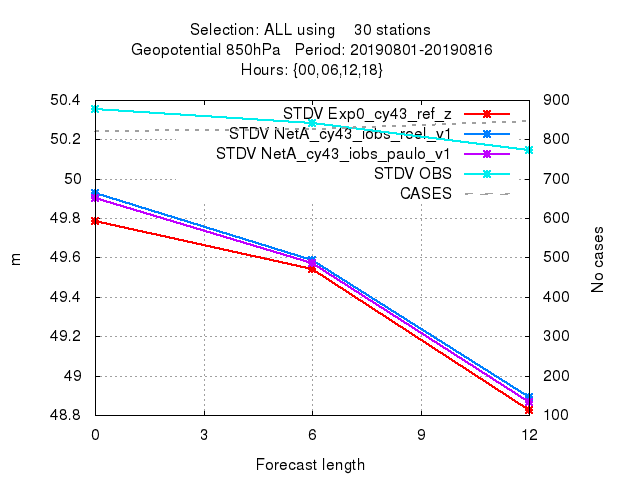 Selection: ALL using 30 stations
Geopotential 850hPa Period: 20190801-20190816
Hours: {00,06,12,18}
50.4
50.2
50
49.8
49.6
49.4
49.2
49
48.8
m
STDV Exp0_cy43_ref_z
STDV NetA_cy43_iobs_roel_v1
STDV NetA_cy43_iobs_paulo_v1
STDV OBS
CASES
900
800
700
600
500
400
300
200
100
No cases
0 3 6 9 12
Forecast length